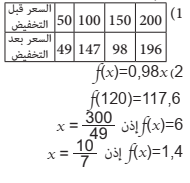 1)
السعر قبل التخفيض 50 100 150 200
السعر بعد التخفيض 49 147 98 196
2) f(x)=0,98x
f(120)=117,6
f(x)=6 إذن x = 300/49
f(x)=1,4 إذن x = 10/7